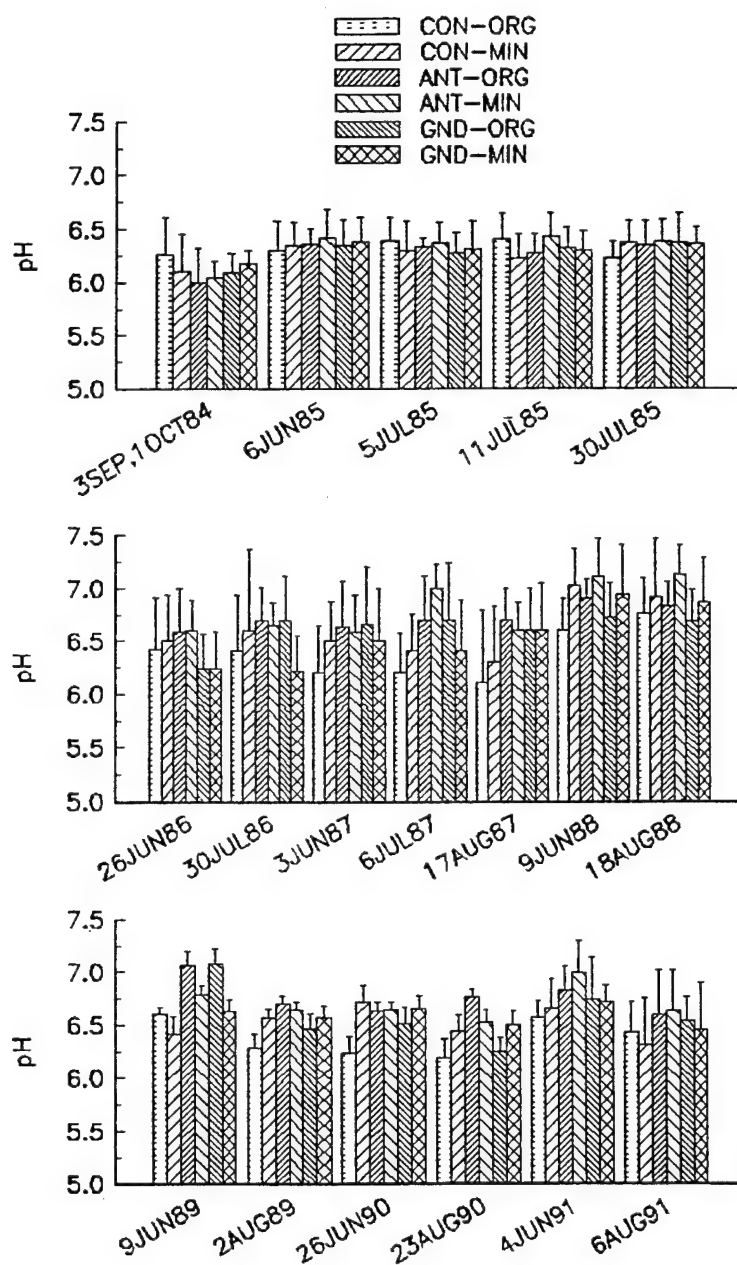 CON-ORG
CON-MIN
ANT-ORG
ANT-MIN
GND-ORG
GND-MIN
pH
7.5
7.0
6.5
6.0
5.5
5.0
3SEP,1OCT84
6JUN85
5JUL85
11JUL85
30JUL85
pH
7.5
7.0
6.5
6.0
5.5
5.0
26JUN86
30JUL86
3JUN87
6JUL87
17AUG87
9JUN88
18AUG88
pH
7.5
7.0
6.5
6.0
5.5
5.0
9JUN89
2AUG89
26JUN90
23AUG90
4JUN91
6AUG91